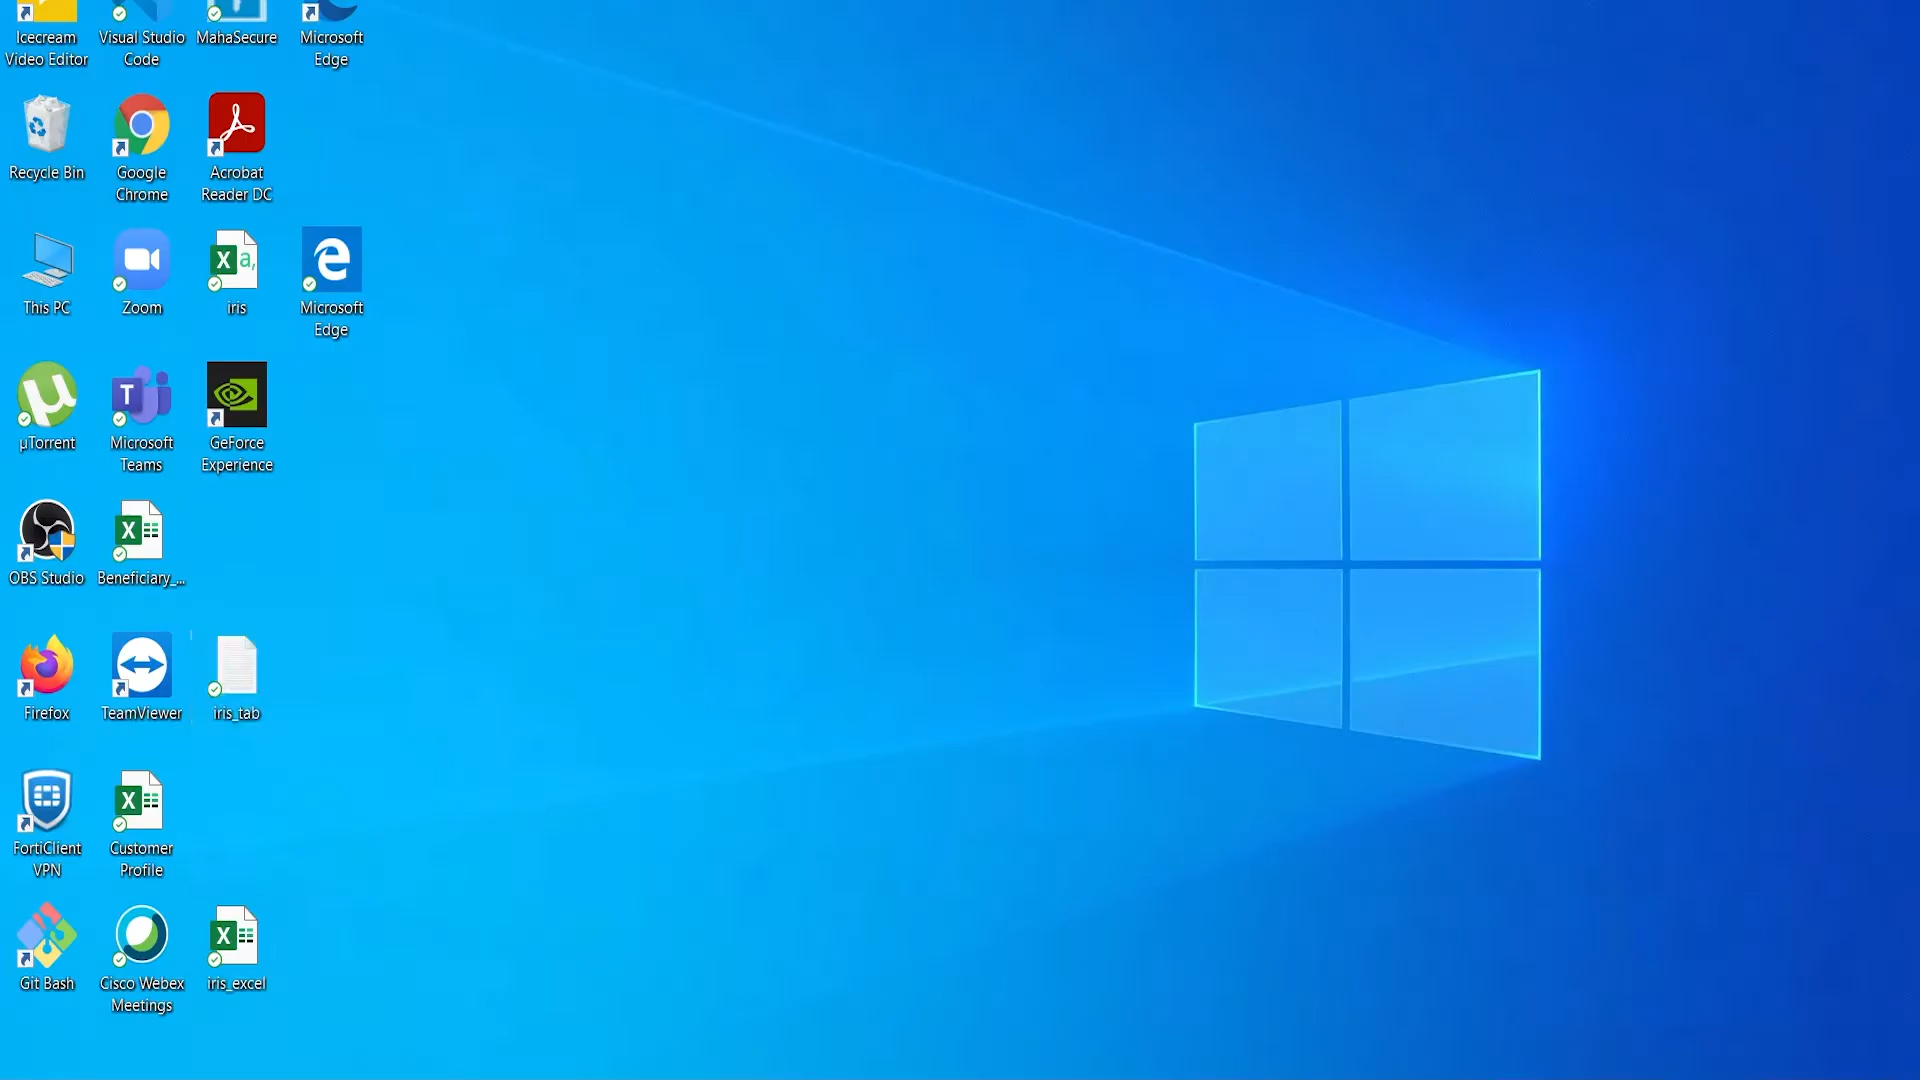 Icecream
Video Editor
Visual Studio
Code
MahaSecure
Microsoft
Edge
Recycle Bin
Google
Chrome
Acrobat
Reader DC
This PC
Zoom
iris
Microsoft
Edge
µTorrent
Microsoft
Teams
GeForce
Experience
OBS Studio
Beneficiary_...
Firefox
TeamViewer
iris_tab
FortiClient
VPN
Customer
Profile
Git Bash
Cisco Webex
Meetings
iris_excel